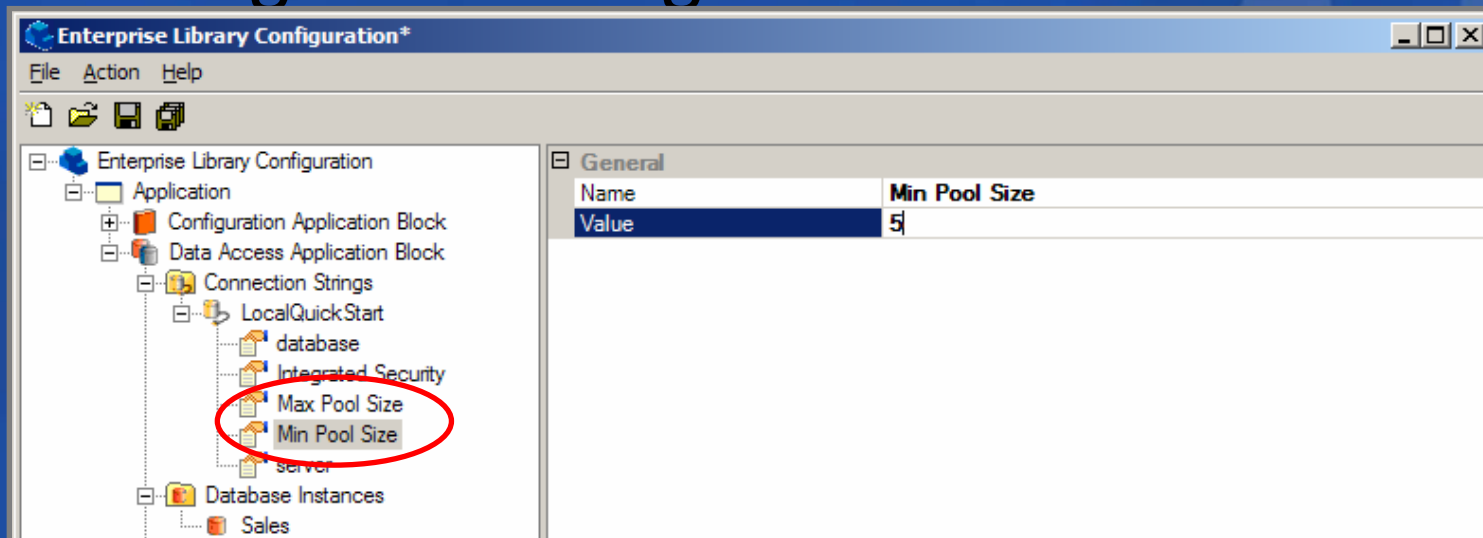 Enterprise Library Configuration*
File Action Help
Enterprise Library Configuration
Application
Configuration Application Block
Data Access Application Block
Connection Strings
LocalQuickStart
database
Integrated Security
Max Pool Size
Min Pool Size
server
Database Instances
Sales
General
Name Min Pool Size
Value 5